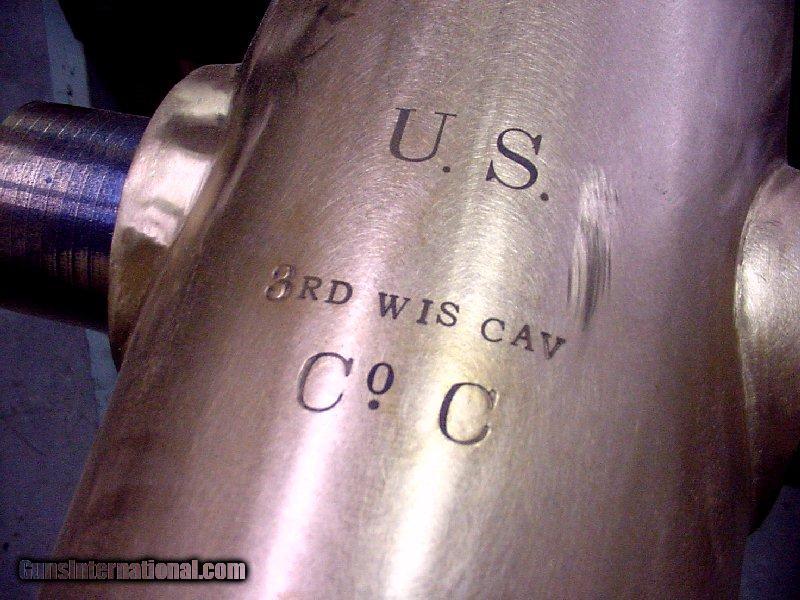 U. S.
3RD WIS CAV
Cº. C
GunsInternational.com